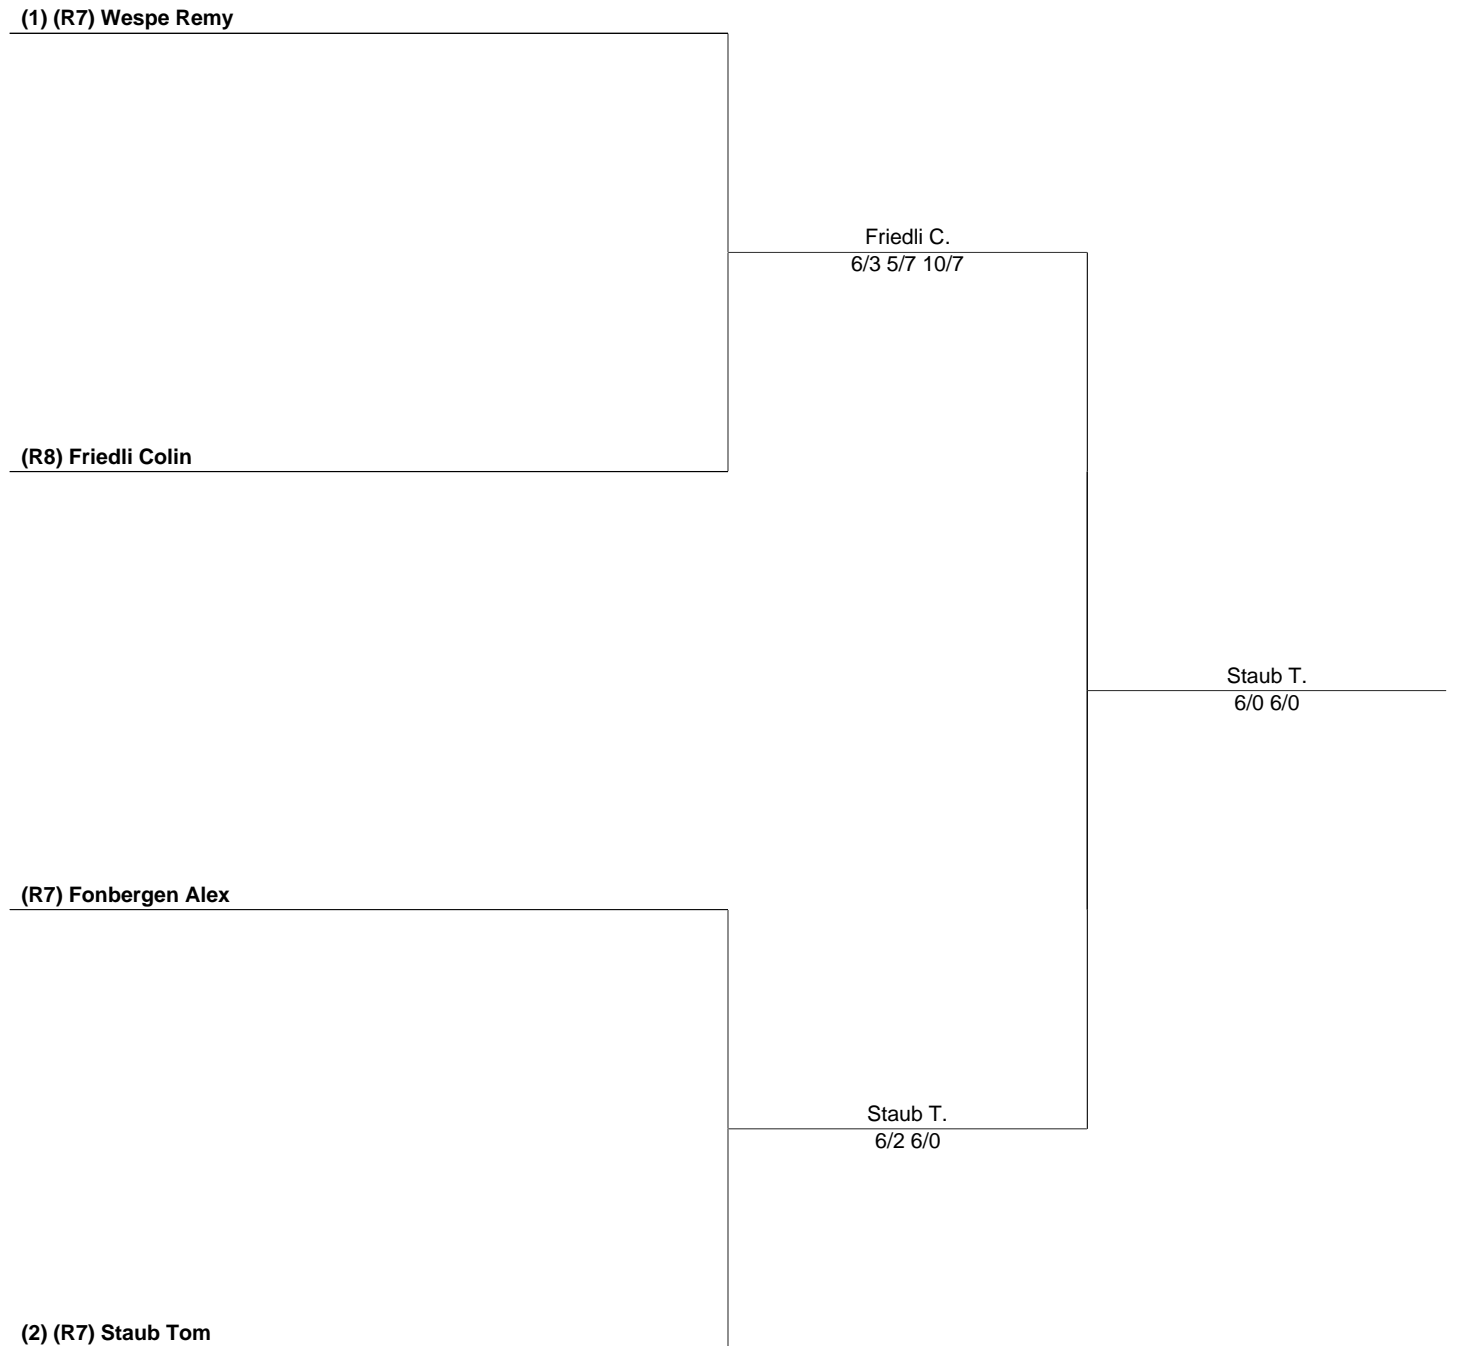 (1) (R7) Wespe Remy
Friedli C.
6/3 5/7 10/7
(R8) Friedli Colin
Staub T.
6/0 6/0
(R7) Fonbergen Alex
Staub T.
6/2 6/0
(2) (R7) Staub Tom